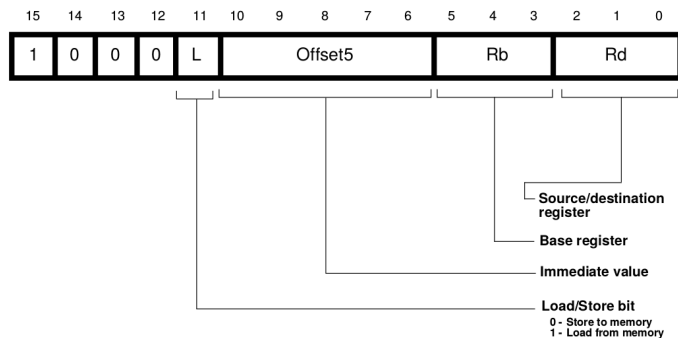 15 14 13 12 11 10 9 8 7 6 5 4 3 2 1 0
1 0 0 0 L Offset5 Rb Rd
Source/destination
register
Base register
Immediate value
Load/Store bit
0 - Store to memory
1 - Load from memory